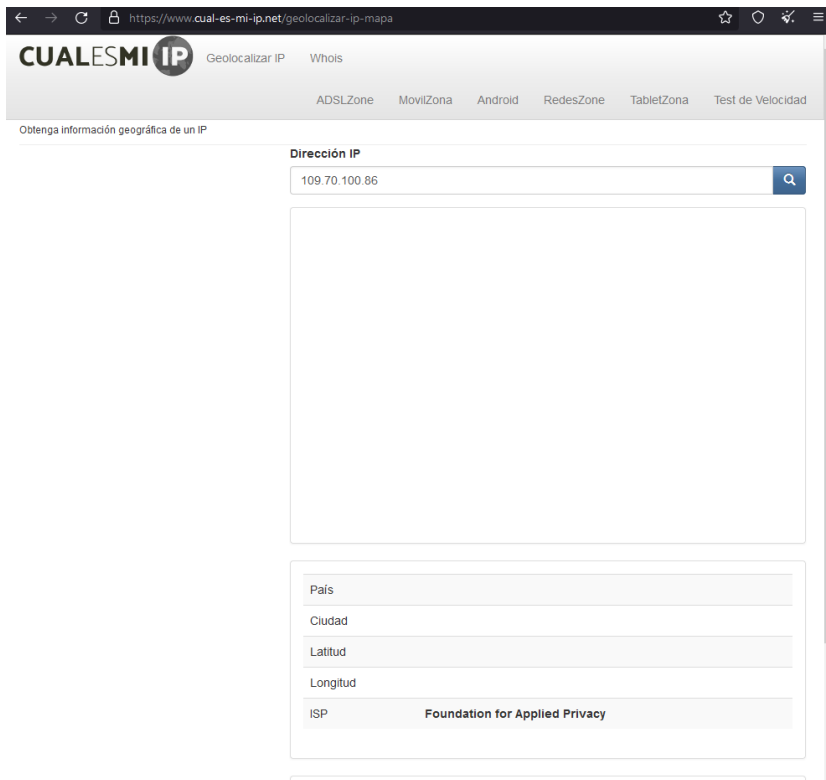 https://www.cual-es-mi-ip.net/geolocalizar-ip-mapa
CUALESMI IP Geolocalizar IP Whois
ADSLZone MovilZona Android RedesZone TabletZona Test de Velocidad
Obtenga información geográfica de un IP
Dirección IP
109.70.100.86
País
Ciudad
Latitud
Longitud
ISP Foundation for Applied Privacy